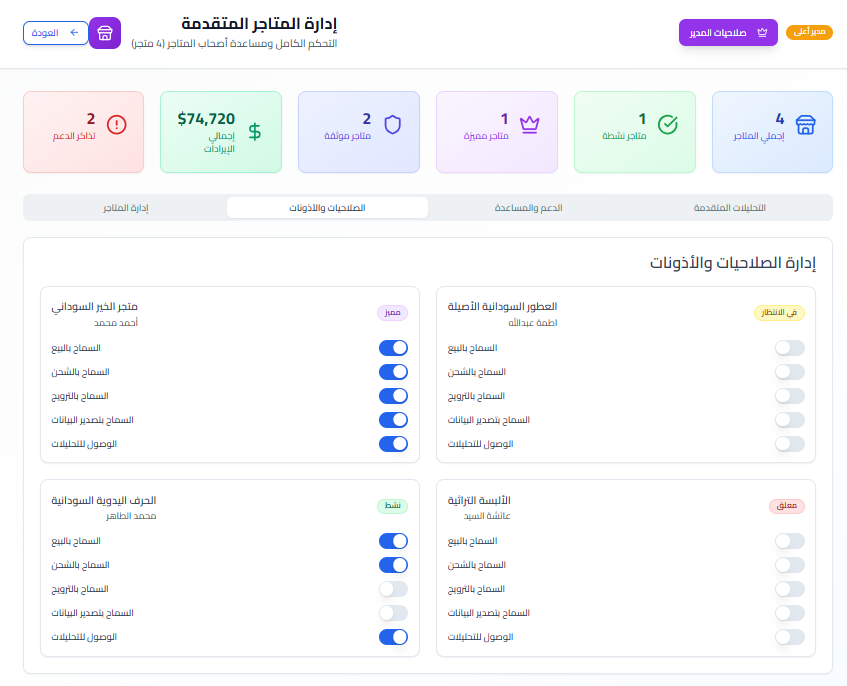 إدارة المتاجر المتقدمة
التحكم الكامل ومساعدة أصحاب المتاجر (4 متجر)
العودة
صلاحيات المدير
مدير أعلى
4
إجملي المتاجر
1
متاجر نشطة
1
متاجر مميزة
2
متاجر موثقة
$74,720
إجمالي
الإيرادات
2
تذاكر الدعم
التحليلات المتقدمة
الدعم والمساعدة
الصلاحيات والأذونات
إدارة المتاجر
إدارة الصلاحيات والأذونات
العطور السودانية الأصيلة
اطمة عبدالله
في الانتظار
السماح بالبيع
السماح بالشحن
السماح بالترويج
السماح بتصدير البيانات
الوصول للتحليلات
متجر الخير السوداني
أحمد محمد
مميز
السماح بالبيع
السماح بالشحن
السماح بالترويج
السماح بتصدير البيانات
الوصول للتحليلات
الألبسة التراثية
عائشة السيد
معلق
السماح بالبيع
السماح بالشحن
السماح بالترويج
السماح بتصدير البيانات
الوصول للتحليلات
الحرف اليدوية السودانية
محمد الطاهر
نشط
السماح بالبيع
السماح بالشحن
السماح بالترويج
السماح بتصدير البيانات
الوصول للتحليلات